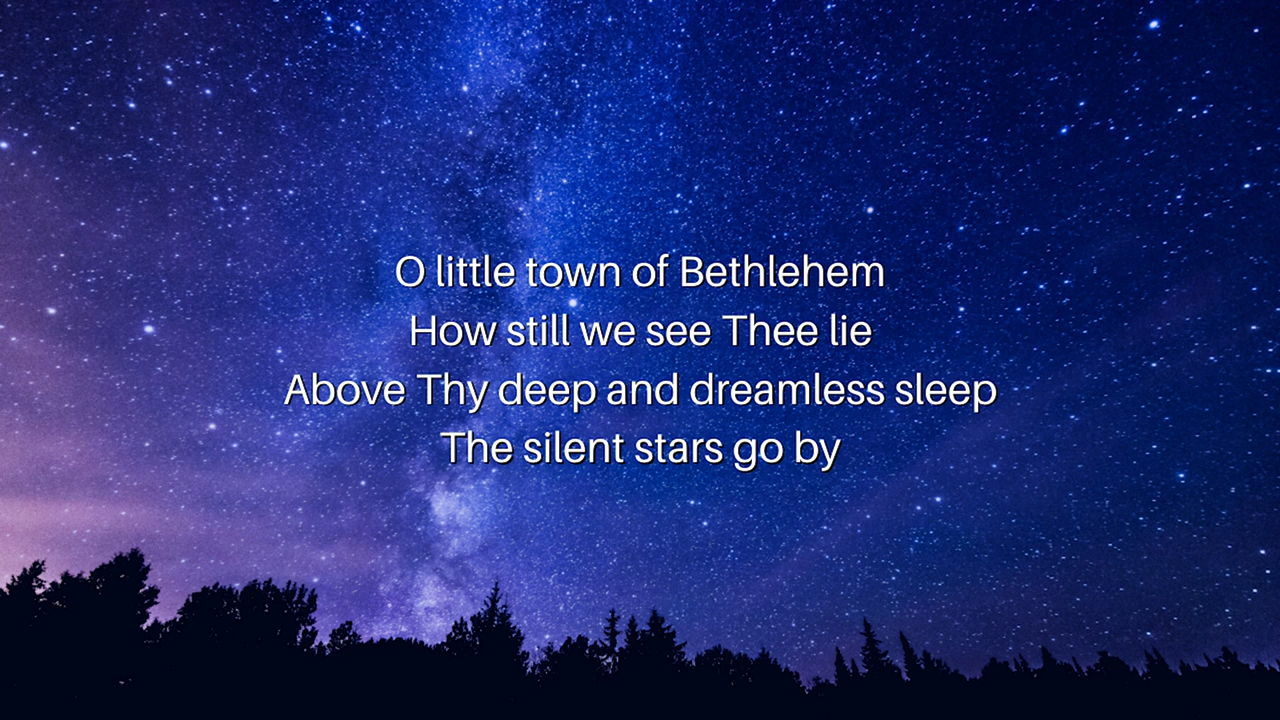 O little town of Bethlehem
How still we see Thee lie
Above Thy deep and dreamless sleep
The silent stars go by